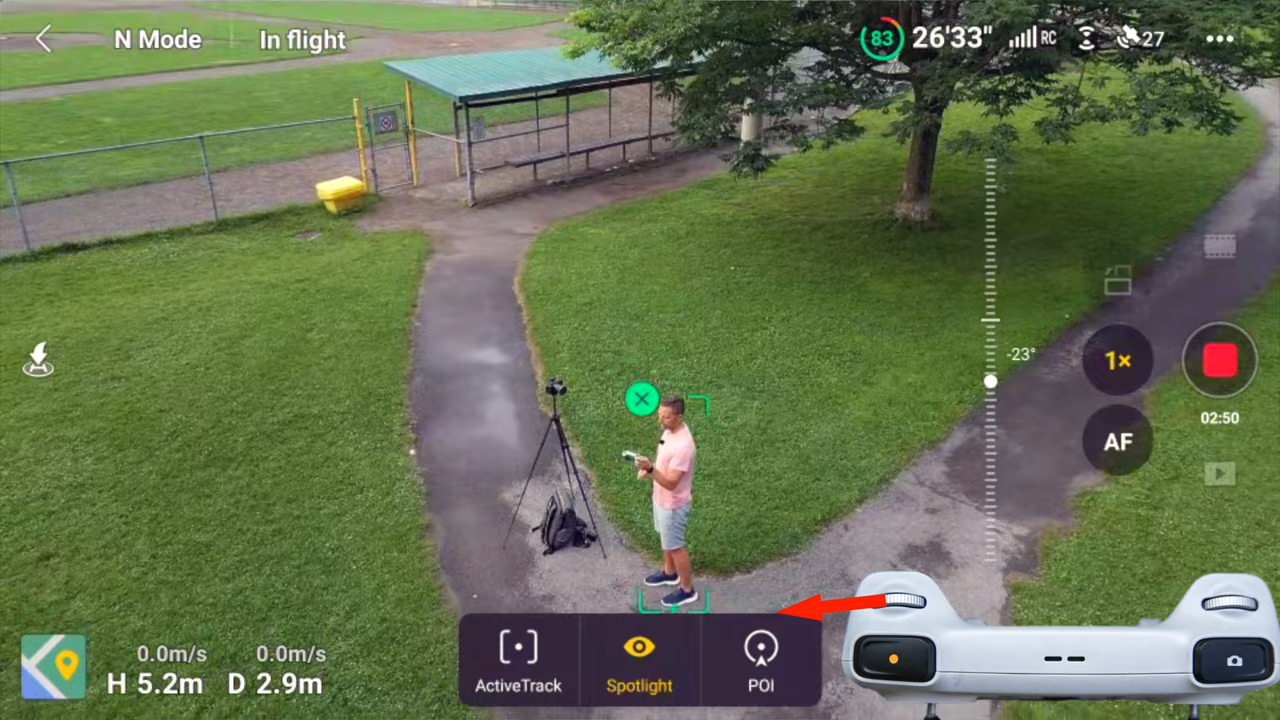 N Mode
In flight
83
26'33"
RC
27
-23°
1×
AF
02:50
0.0m/s
0.0m/s
H 5.2m
D 2.9m
ActiveTrack
Spotlight
POI